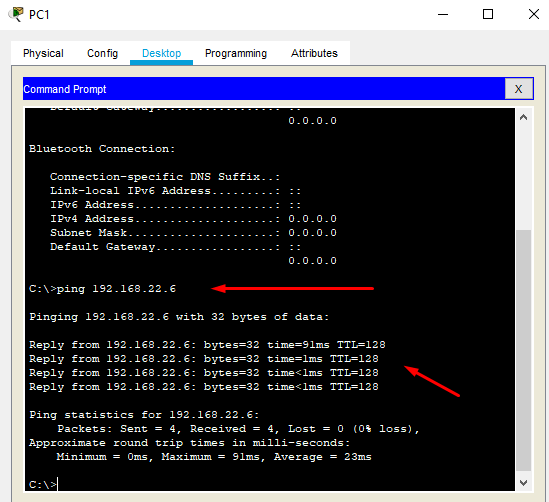 PC1
Physical Config Desktop Programming Attributes
Command Prompt X
Default Gateway.................: ::
0.0.0.0
Bluetooth Connection:
Connection-specific DNS Suffix..:
Link-local IPv6 Address.........: ::
IPv6 Address....................: ::
IPv4 Address....................: 0.0.0.0
Subnet Mask.....................: 0.0.0.0
Default Gateway.................: ::
0.0.0.0
C:\>ping 192.168.22.6
Pinging 192.168.22.6 with 32 bytes of data:
Reply from 192.168.22.6: bytes=32 time=91ms TTL=128
Reply from 192.168.22.6: bytes=32 time=1ms TTL=128
Reply from 192.168.22.6: bytes=32 time<1ms TTL=128
Reply from 192.168.22.6: bytes=32 time<1ms TTL=128
Ping statistics for 192.168.22.6:
Packets: Sent = 4, Received = 4, Lost = 0 (0% loss),
Approximate round trip times in milli-seconds:
Minimum = 0ms, Maximum = 91ms, Average = 23ms
C:\>